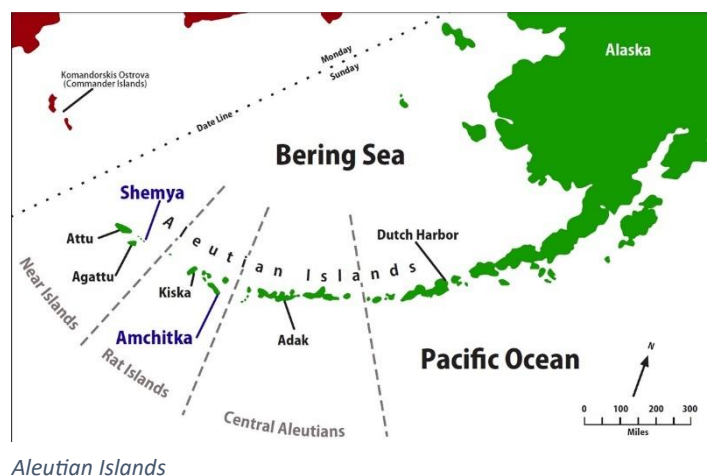 Alaska
Komandorskis Ostrova
(Commander Islands)
Monday
Sunday
Date Line
Bering Sea
Shemya
Aleutian Islands
Attu
Agattu
Dutch Harbor
Kiska
Near Islands
Amchitka
Adak
Rat Islands
Pacific Ocean
Central Aleutians
N
0 140 200 300
Miles
Aleutian Islands